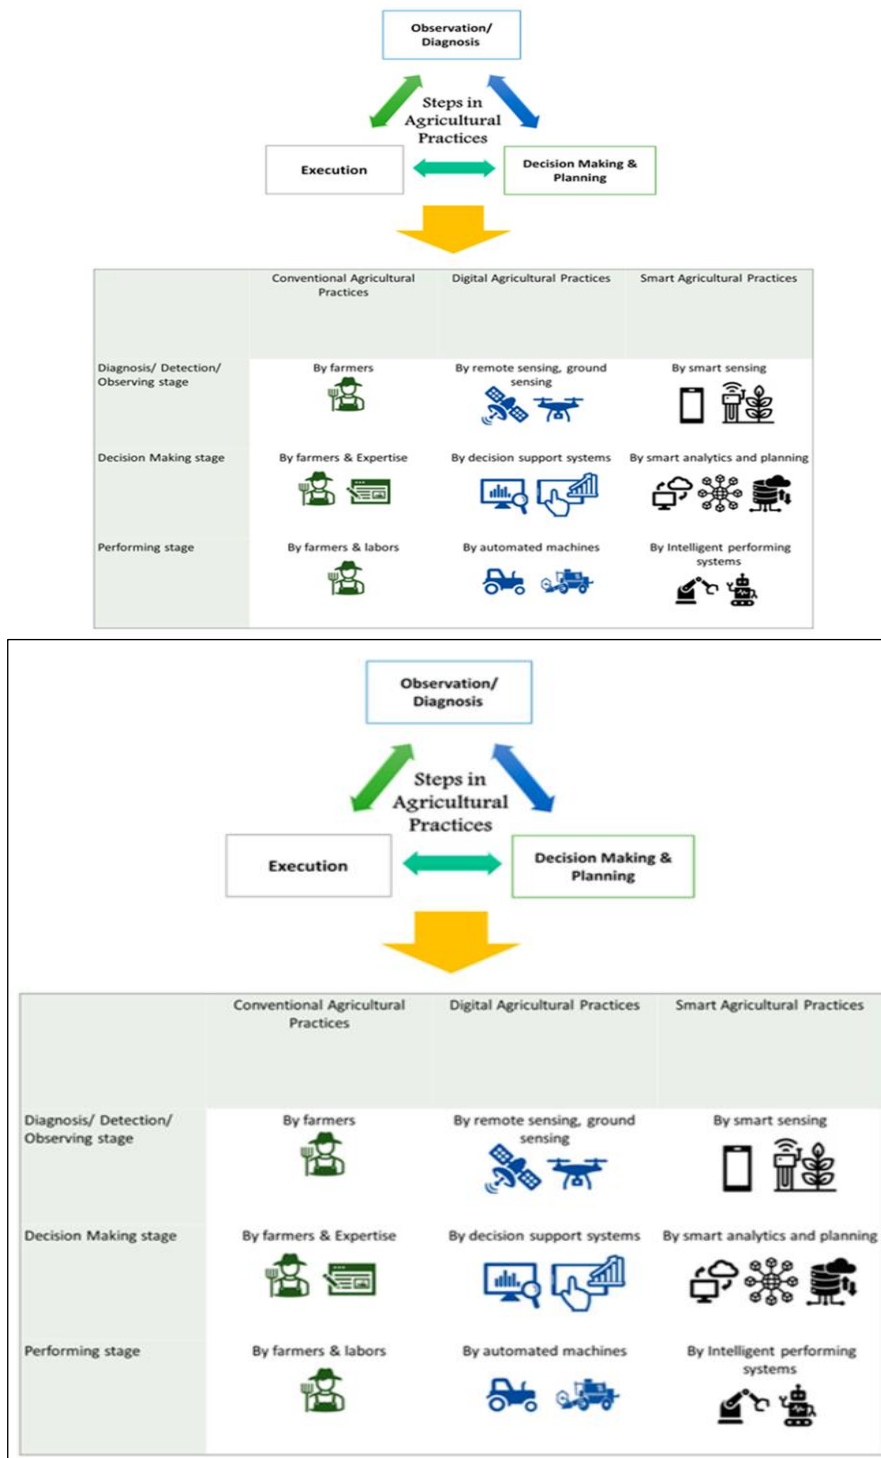 Observation/
Diagnosis
Steps in
Agricultural
Practices
Execution
Decision Making &
Planning
Conventional Agricultural
Practices
Digital Agricultural Practices
Smart Agricultural Practices
Diagnosis/ Detection/
Observing stage
By farmers
By remote sensing, ground
sensing
By smart sensing
Decision Making stage
By farmers & Expertise
By decision support systems
By smart analytics and planning
Performing stage
By farmers & labors
By automated machines
By Intelligent performing
systems
Observation/
Diagnosis
Steps in
Agricultural
Practices
Execution
Decision Making &
Planning
Conventional Agricultural
Practices
Digital Agricultural Practices
Smart Agricultural Practices
Diagnosis/ Detection/
Observing stage
By farmers
By remote sensing, ground
sensing
By smart sensing
Decision Making stage
By farmers & Expertise
By decision support systems
By smart analytics and planning
Performing stage
By farmers & labors
By automated machines
By Intelligent performing
systems